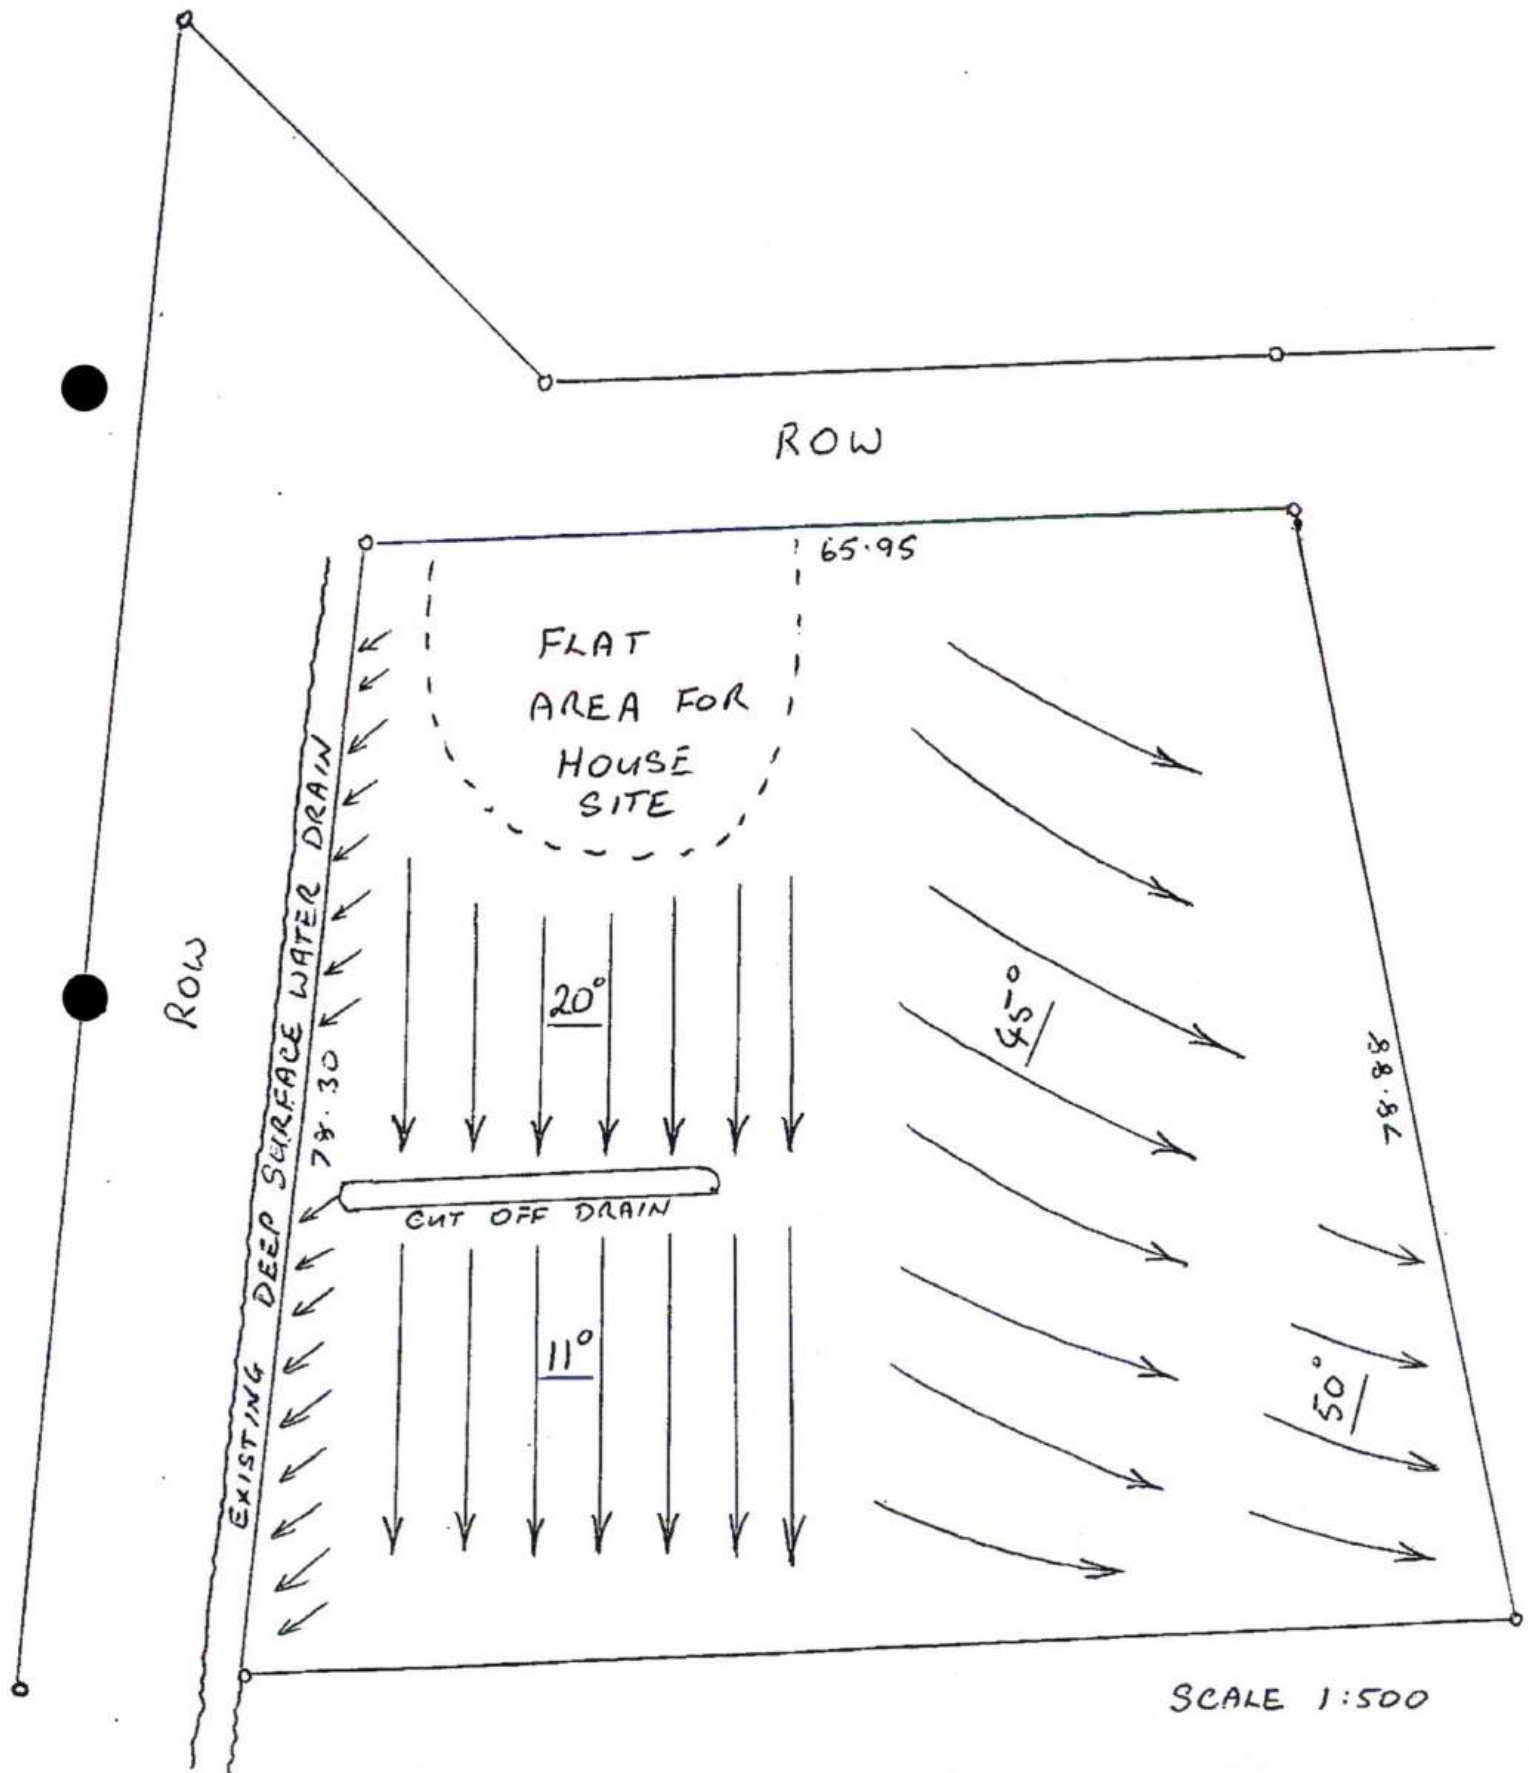 ROW
65.95
FLAT
AREA FOR
HOUSE
SITE
EXISTING DEEP SURFACE WATER DRAIN
ROW
78.30
20°
45°
78.88
CUT OFF DRAIN
11°
50°
SCALE 1:500